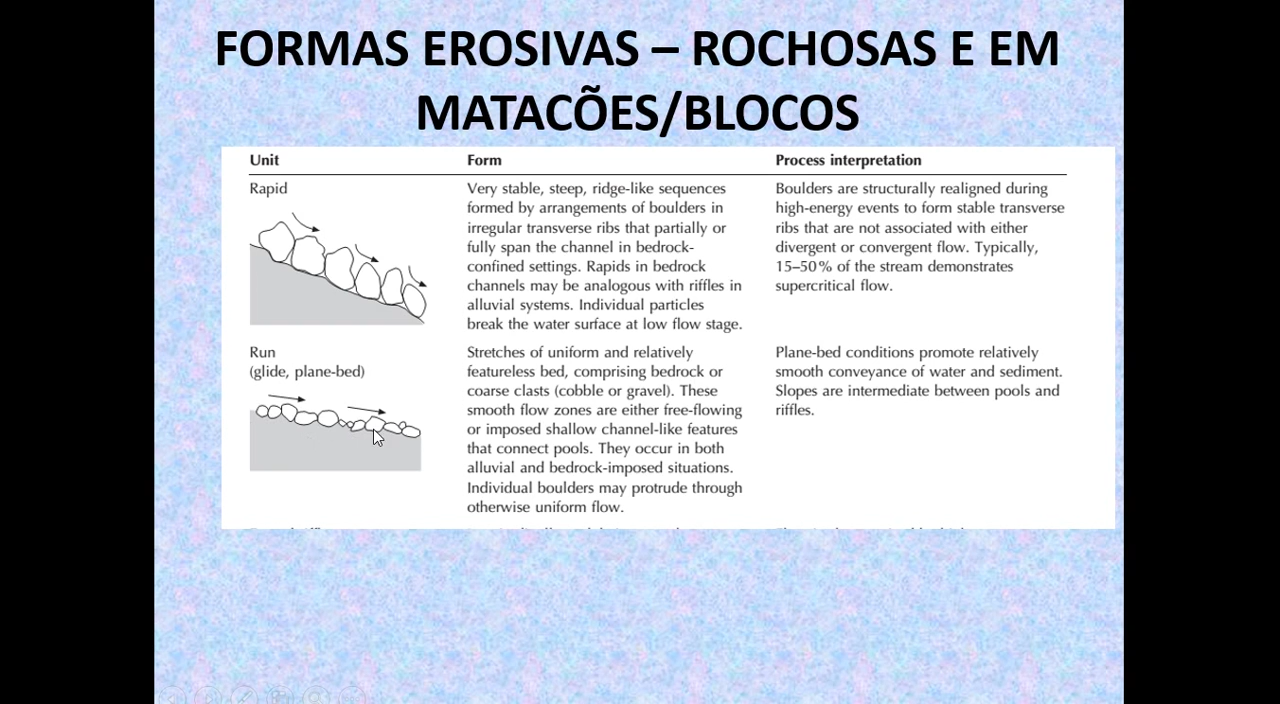 FORMAS EROSIVAS – ROCHOSAS E EM
MATACÕES/BLOCOS
Unit Form Process interpretation
Rapid
Very stable, steep, ridge-like sequences
formed by arrangements of boulders in
irregular transverse ribs that partially or
fully span the channel in bedrock-
confined settings. Rapids in bedrock
channels may be analogous with riffles in
alluvial systems. Individual particles
break the water surface at low flow stage.
Boulders are structurally realigned during
high-energy events to form stable transverse
ribs that are not associated with either
divergent or convergent flow. Typically,
15–50% of the stream demonstrates
supercritical flow.
Run
(glide, plane-bed)
Stretches of uniform and relatively
featureless bed, comprising bedrock or
coarse clasts (cobble or gravel). These
smooth flow zones are either free-flowing
or imposed shallow channel-like features
that connect pools. They occur in both
alluvial and bedrock-imposed situations.
Individual boulders may protrude through
otherwise uniform flow.
Plane-bed conditions promote relatively
smooth conveyance of water and sediment.
Slopes are intermediate between pools and
riffles.